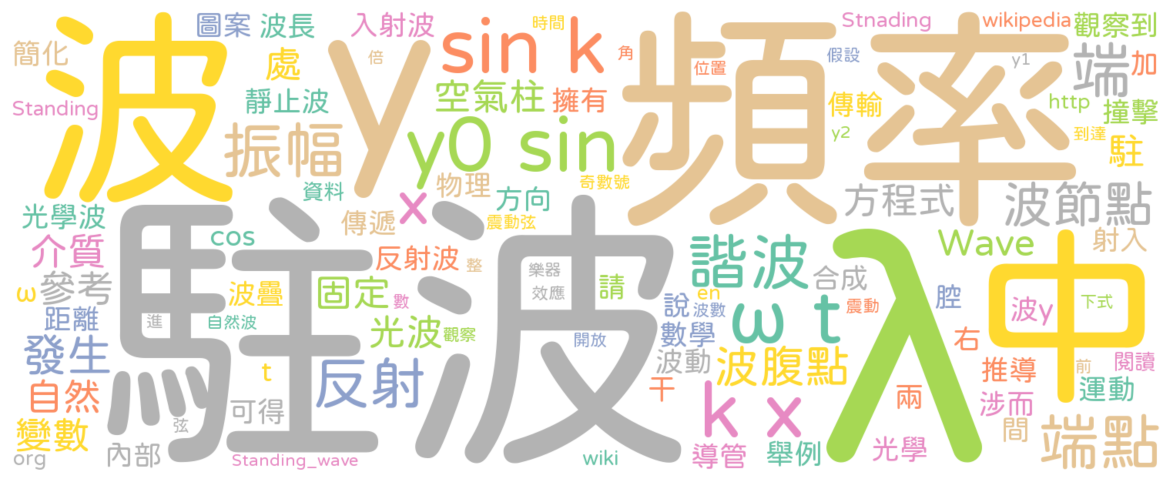 波
y
頻率
駐波
λ
中
圖案
波長
入射波
sin k
時間
角
位置
Stnading
wikipedia
觀察到
簡化
處
倍
假設
y1
端
加
Standing
靜止波
空氣柱
擁有
傳輸
http
撞擊
振幅
y0 sin
y2
到達
駐
資料
物理
方向
奇數號
方程式
波節點
光學波
傳遞
x
震動弦
介質
cos
反射波
整
諧波
合成
Wave
射入
樂器
效應
請
ω
參考
波疊
固定
數
說
波數
en
震動
腔
波y
下式
距離
進
自然波
光波
觀察
開放
數學
ω t
右
發生
t
反射
波動
波腹點
推導
前
閱讀
自然
干
兩
運動
可得
k x
涉而
變數
弦
間
端點
org
內部
Standing_wave
wiki
導管
舉例
光學